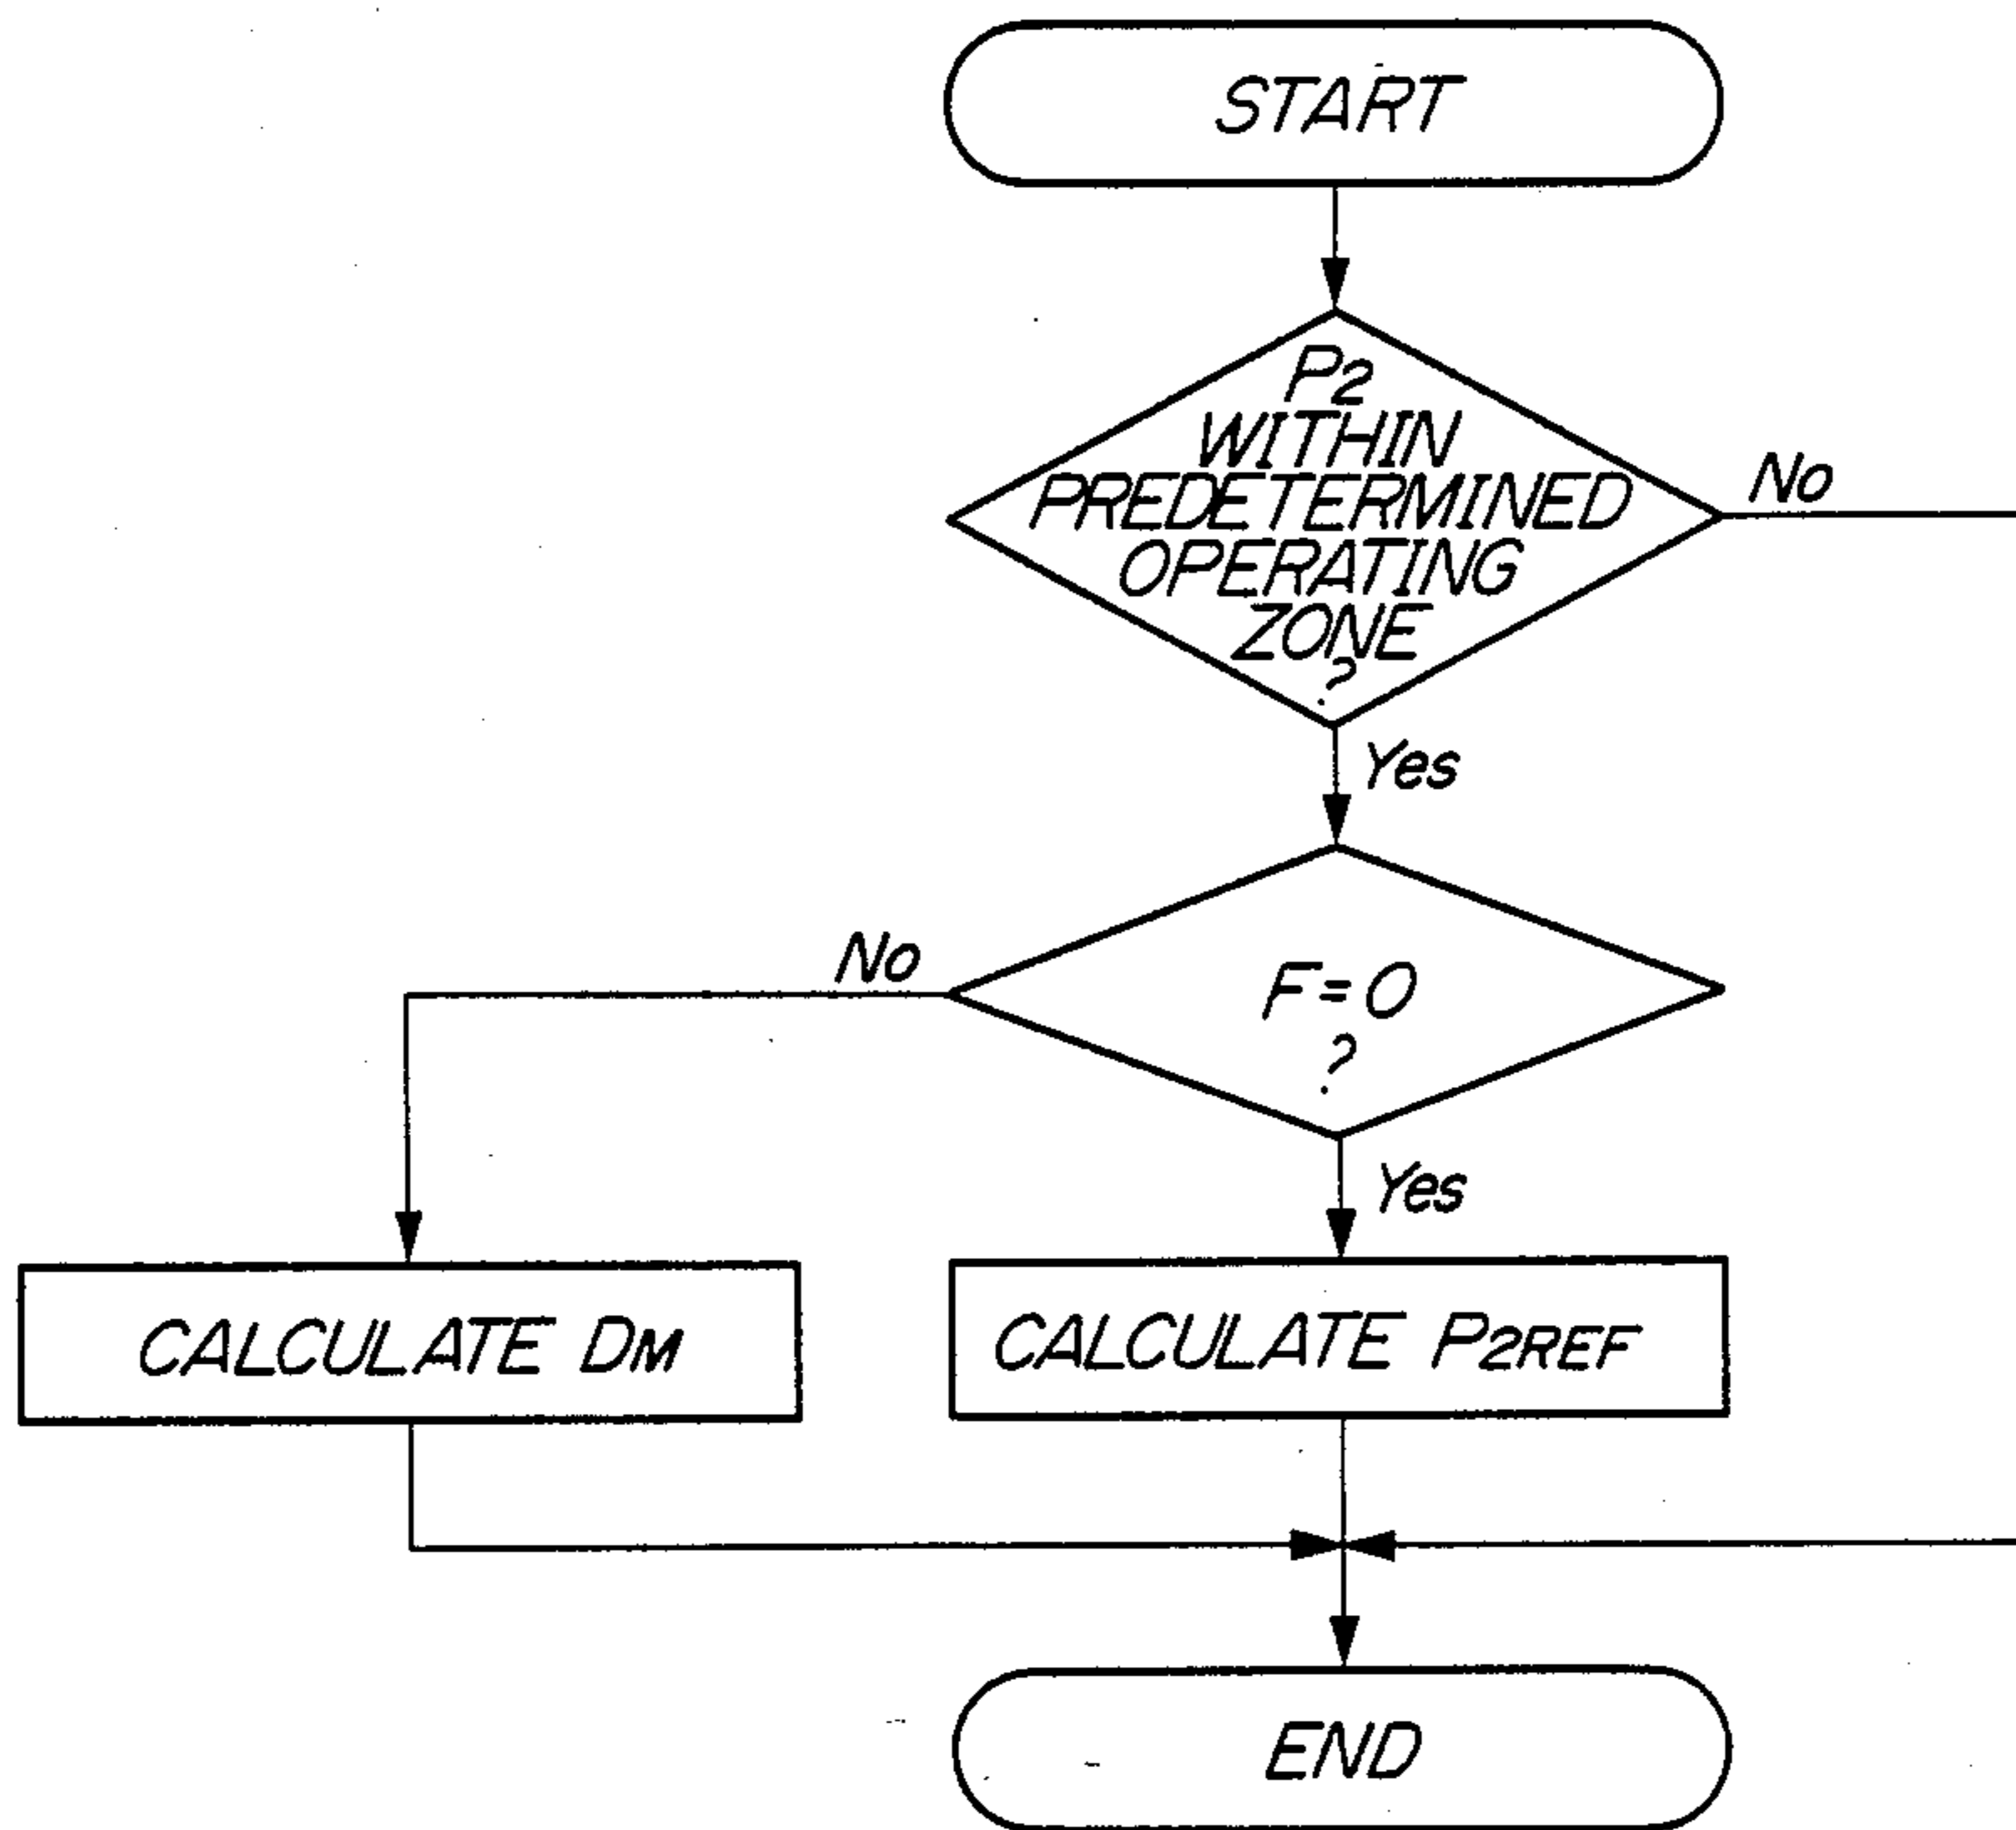 START
P2
WITHIN
PREDETERMINED
OPERATING
ZONE
?
No
Yes
No
F=0
?
Yes
CALCULATE DM
CALCULATE P2REF
END